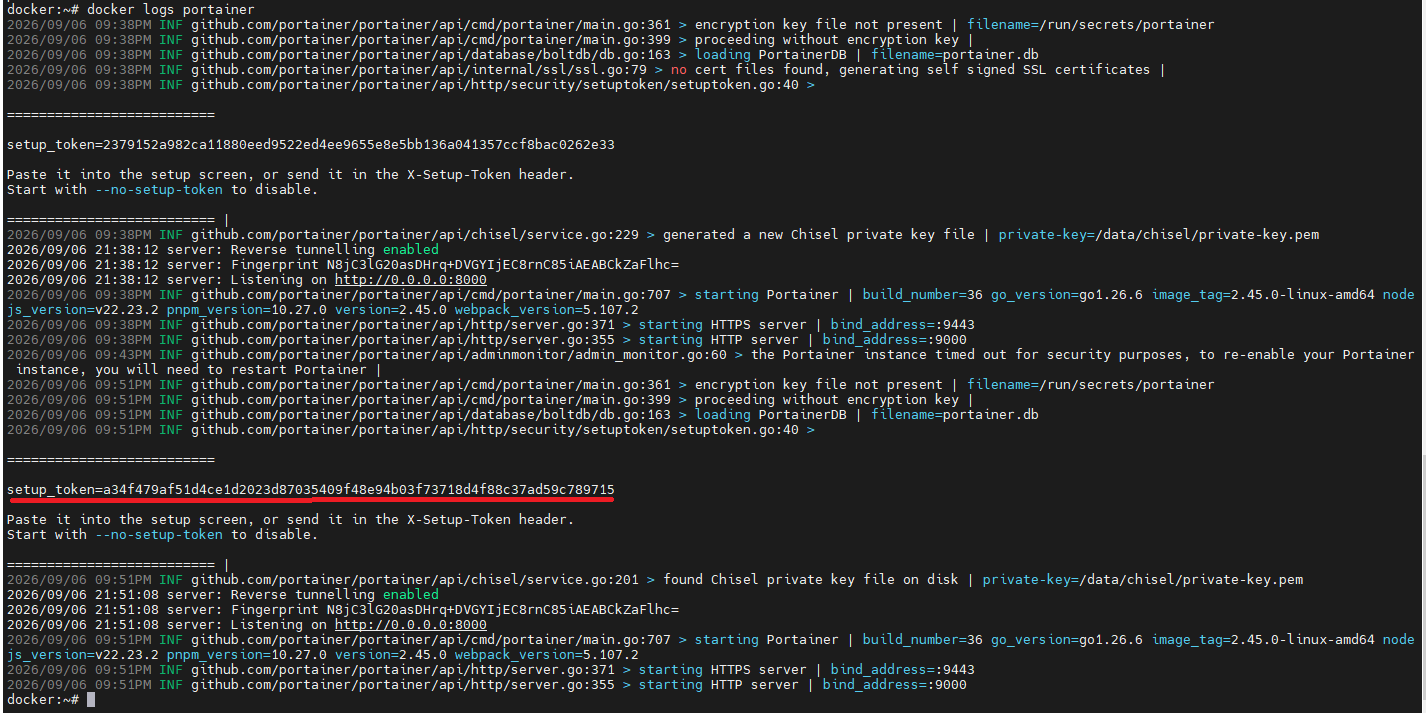 docker:~# docker logs portainer
2026/09/06 09:38PM INF github.com/portainer/portainer/api/cmd/portainer/main.go:361 > encryption key file not present | filename=/run/secrets/portainer
2026/09/06 09:38PM INF github.com/portainer/portainer/api/cmd/portainer/main.go:399 > proceeding without encryption key |
2026/09/06 09:38PM INF github.com/portainer/portainer/api/database/boltdb/db.go:163 > loading PortainerDB | filename=portainer.db
2026/09/06 09:38PM INF github.com/portainer/portainer/api/internal/ssl/ssl.go:79 > no cert files found, generating self signed SSL certificates |
2026/09/06 09:38PM INF github.com/portainer/portainer/api/http/security/setuptoken/setuptoken.go:40 >
==========================
setup_token=2379152a982ca11880eed9522ed4ee9655e8e5bb136a041357ccf8bac0262e33
Paste it into the setup screen, or send it in the X-Setup-Token header.
Start with --no-setup-token to disable.
========================== |
2026/09/06 09:38PM INF github.com/portainer/portainer/api/chisel/service.go:229 > generated a new Chisel private key file | private-key=/data/chisel/private-key.pem
2026/09/06 21:38:12 server: Reverse tunnelling enabled
2026/09/06 21:38:12 server: Fingerprint N8jC3lG20asDHrq+DVGYIjEC8rnC85iAEABCkZaFlhc=
2026/09/06 21:38:12 server: Listening on http://0.0.0.0:8000
2026/09/06 09:38PM INF github.com/portainer/portainer/api/cmd/portainer/main.go:707 > starting Portainer | build_number=36 go_version=go1.26.6 image_tag=2.45.0-linux-amd64 node
js_version=v22.23.2 pnpm_version=10.27.0 version=2.45.0 webpack_version=5.107.2
2026/09/06 09:38PM INF github.com/portainer/portainer/api/http/server.go:371 > starting HTTPS server | bind_address=:9443
2026/09/06 09:38PM INF github.com/portainer/portainer/api/http/server.go:355 > starting HTTP server | bind_address=:9000
2026/09/06 09:43PM INF github.com/portainer/portainer/api/adminmonitor/admin_monitor.go:60 > the Portainer instance timed out for security purposes, to re-enable your Portainer
instance, you will need to restart Portainer |
2026/09/06 09:51PM INF github.com/portainer/portainer/api/cmd/portainer/main.go:361 > encryption key file not present | filename=/run/secrets/portainer
2026/09/06 09:51PM INF github.com/portainer/portainer/api/cmd/portainer/main.go:399 > proceeding without encryption key |
2026/09/06 09:51PM INF github.com/portainer/portainer/api/database/boltdb/db.go:163 > loading PortainerDB | filename=portainer.db
2026/09/06 09:51PM INF github.com/portainer/portainer/api/http/security/setuptoken/setuptoken.go:40 >
==========================
setup_token=a34f479af51d4ce1d2023d87035409f48e94b03f73718d4f88c37ad59c789715
Paste it into the setup screen, or send it in the X-Setup-Token header.
Start with --no-setup-token to disable.
========================== |
2026/09/06 09:51PM INF github.com/portainer/portainer/api/chisel/service.go:201 > found Chisel private key file on disk | private-key=/data/chisel/private-key.pem
2026/09/06 21:51:08 server: Reverse tunnelling enabled
2026/09/06 21:51:08 server: Fingerprint N8jC3lG20asDHrq+DVGYIjEC8rnC85iAEABCkZaFlhc=
2026/09/06 21:51:08 server: Listening on http://0.0.0.0:8000
2026/09/06 09:51PM INF github.com/portainer/portainer/api/cmd/portainer/main.go:707 > starting Portainer | build_number=36 go_version=go1.26.6 image_tag=2.45.0-linux-amd64 node
js_version=v22.23.2 pnpm_version=10.27.0 version=2.45.0 webpack_version=5.107.2
2026/09/06 09:51PM INF github.com/portainer/portainer/api/http/server.go:371 > starting HTTPS server | bind_address=:9443
2026/09/06 09:51PM INF github.com/portainer/portainer/api/http/server.go:355 > starting HTTP server | bind_address=:9000
docker:~#